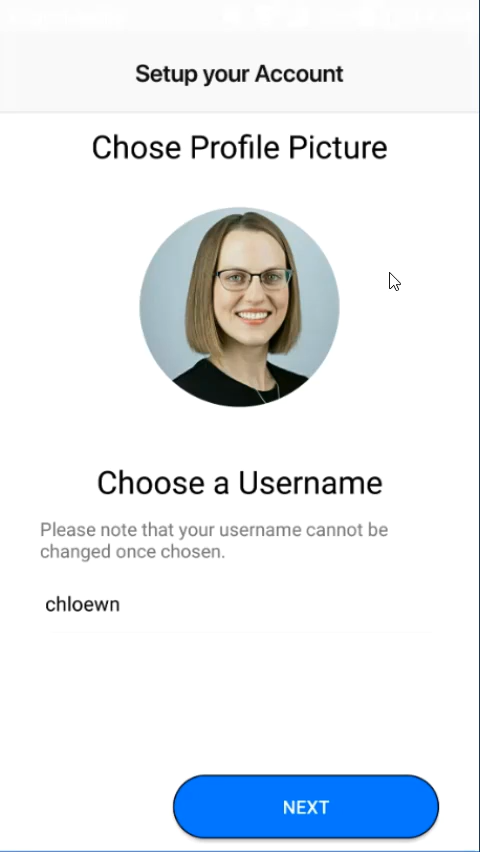 Setup your Account
Chose Profile Picture
Choose a Username
Please note that your username cannot be
changed once chosen.
chloewn
NEXT